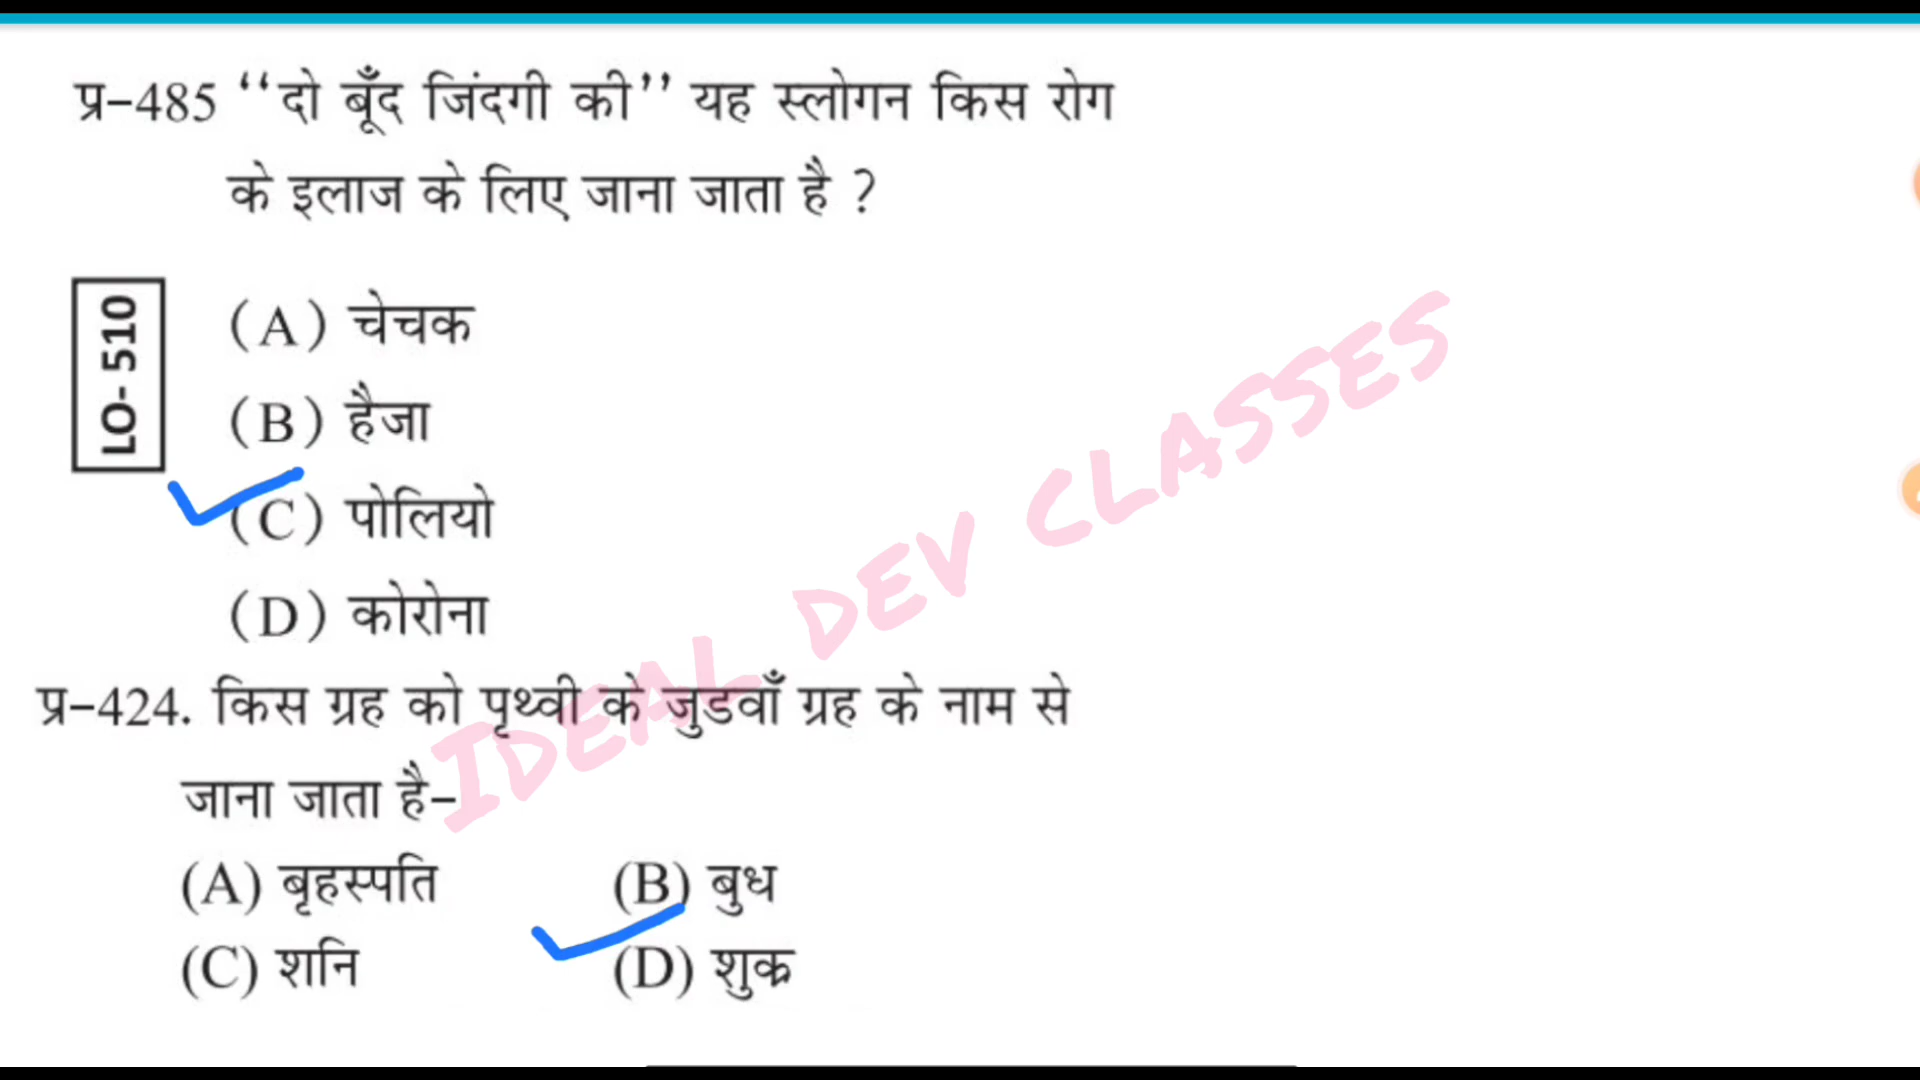 प्र–485 ‘‘दो बूँद जिंदगी की’’ यह स्लोगन किस रोग
के इलाज के लिए जाना जाता है ?
LO- 510
(A) चेचक
(B) हैजा
(C) पोलियो
(D) कोरोना
प्र–424. किस ग्रह को पृथ्वी के जुडवाँ ग्रह के नाम से
जाना जाता है–
(A) बृहस्पति (B) बुध
(C) शनि (D) शुक्र
IDEAL DEV CLASSES